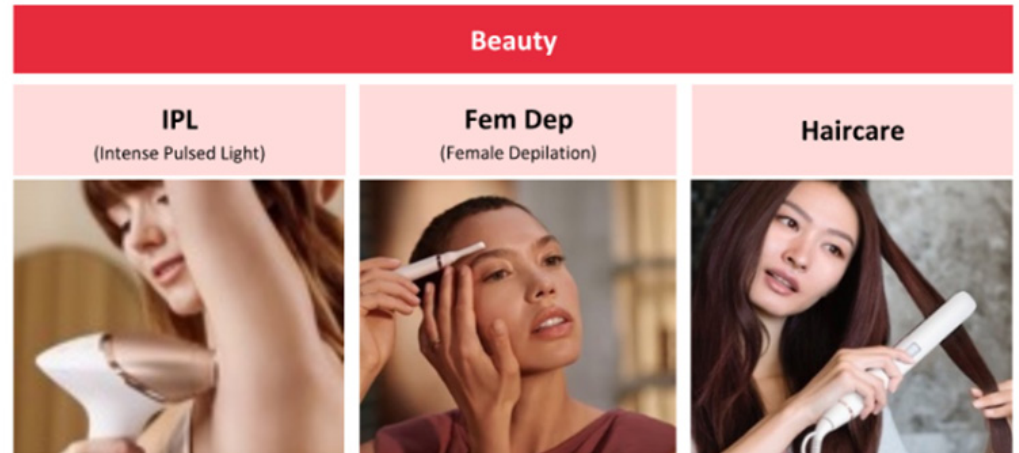 Beauty
IPL
(Intense Pulsed Light)
Fem Dep
(Female Depilation)
Haircare